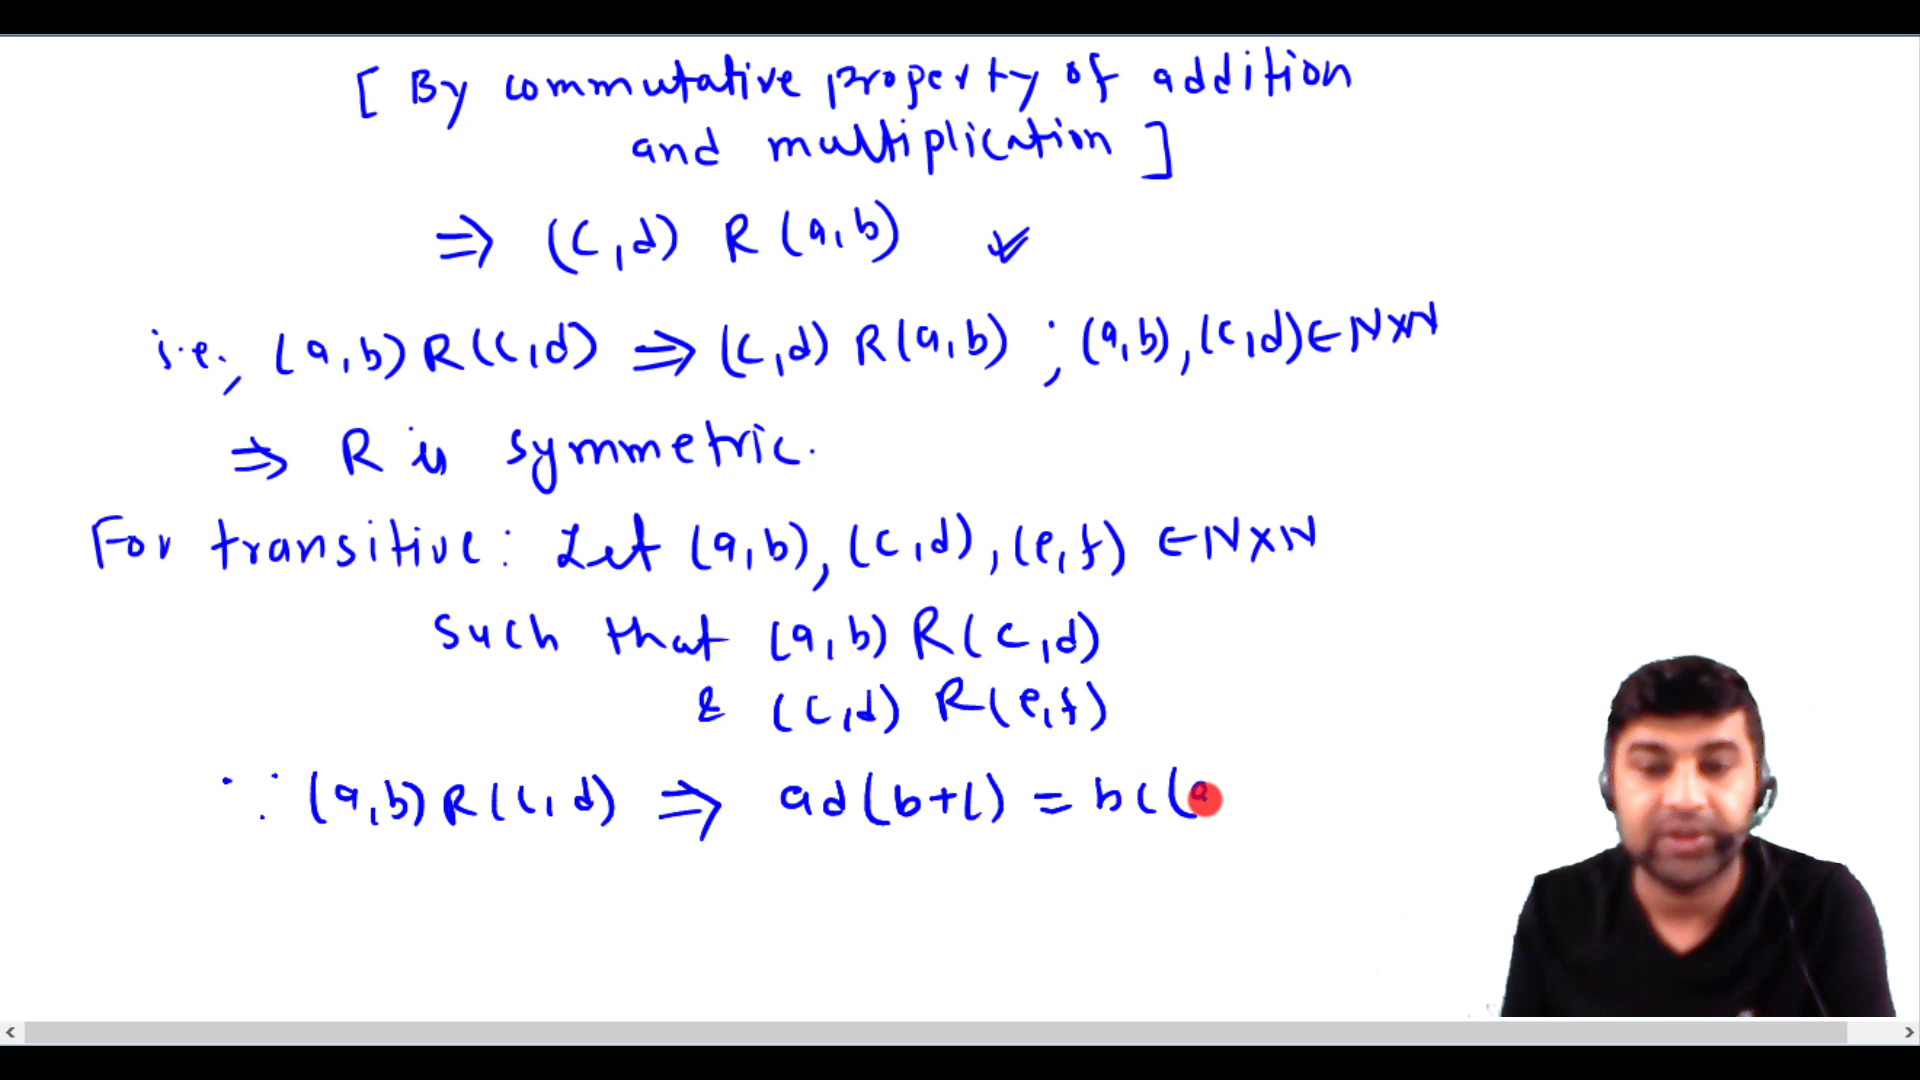 [ By commutative property of addition
and multiplication ]
⇒ (c,d) R (a,b) ✓
i.e., (a,b) R (c,d) ⇒ (c,d) R (a,b) ; (a,b), (c,d) ∈ N×N
⇒ R is symmetric.
For transitive: Let (a,b), (c,d), (e,f) ∈ N×N
such that (a,b) R (c,d)
& (c,d) R (e,f)
∵ (a,b) R (c,d) ⇒ ad(b+c) = bc(a